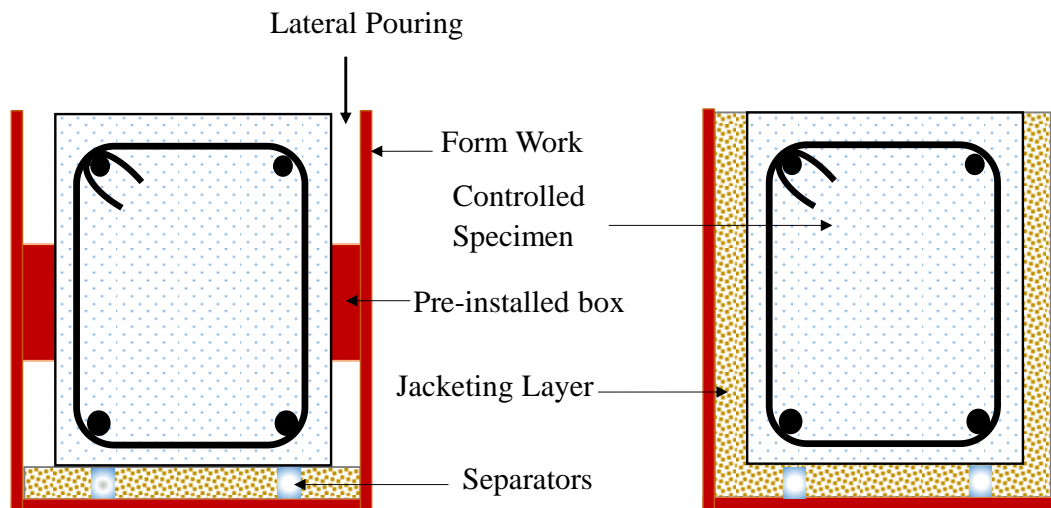 Lateral Pouring
Form Work
Controlled
Specimen
Pre-installed box
Jacketing Layer
Separators